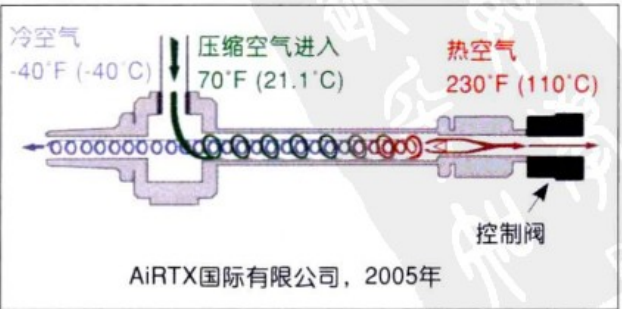 冷空气
-40°F (-40°C)
压缩空气进入
70°F (21.1°C)
热空气
230°F (110°C)
控制阀
AiRTX国际有限公司，2005年